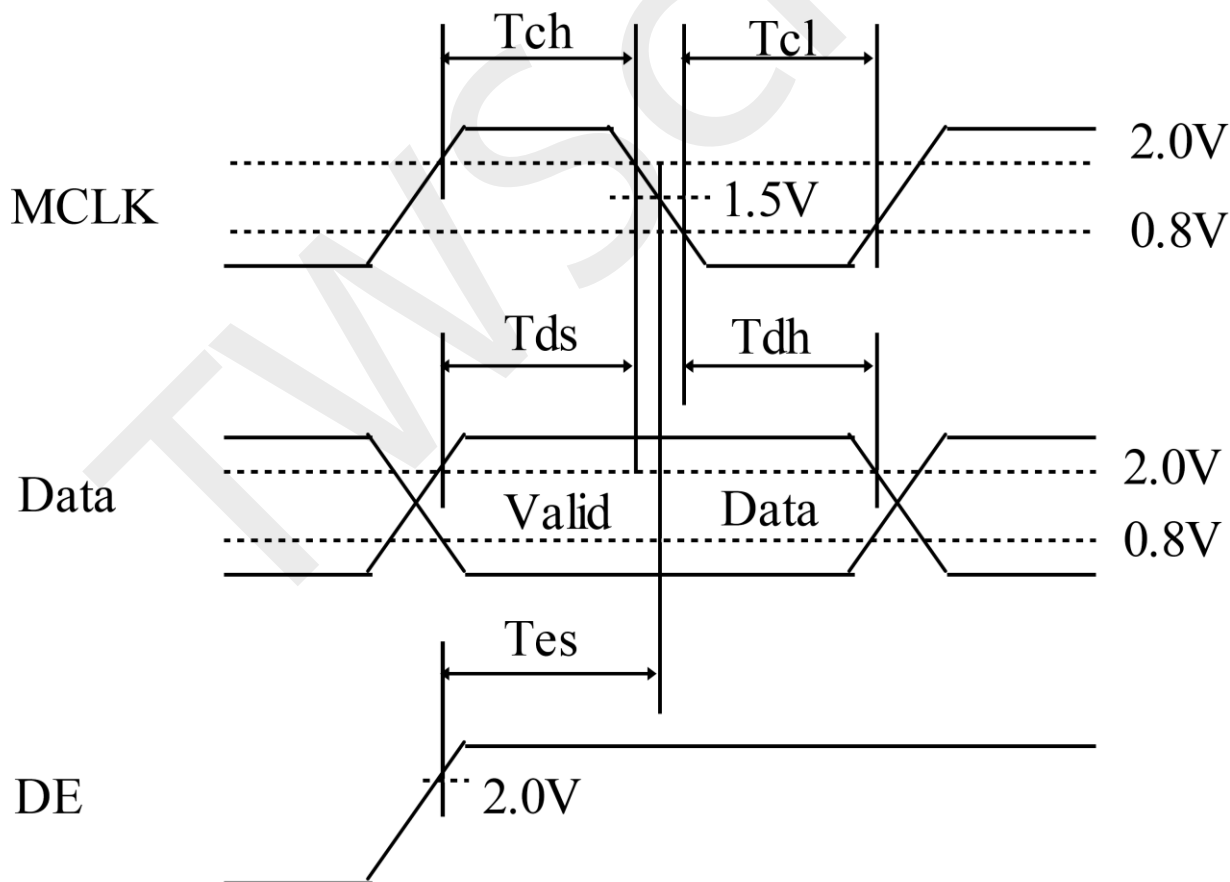 Tch
Tcl
2.0V
MCLK
1.5V
0.8V
Tds
Tdh
2.0V
Data
Valid
Data
0.8V
Tes
DE
2.0V